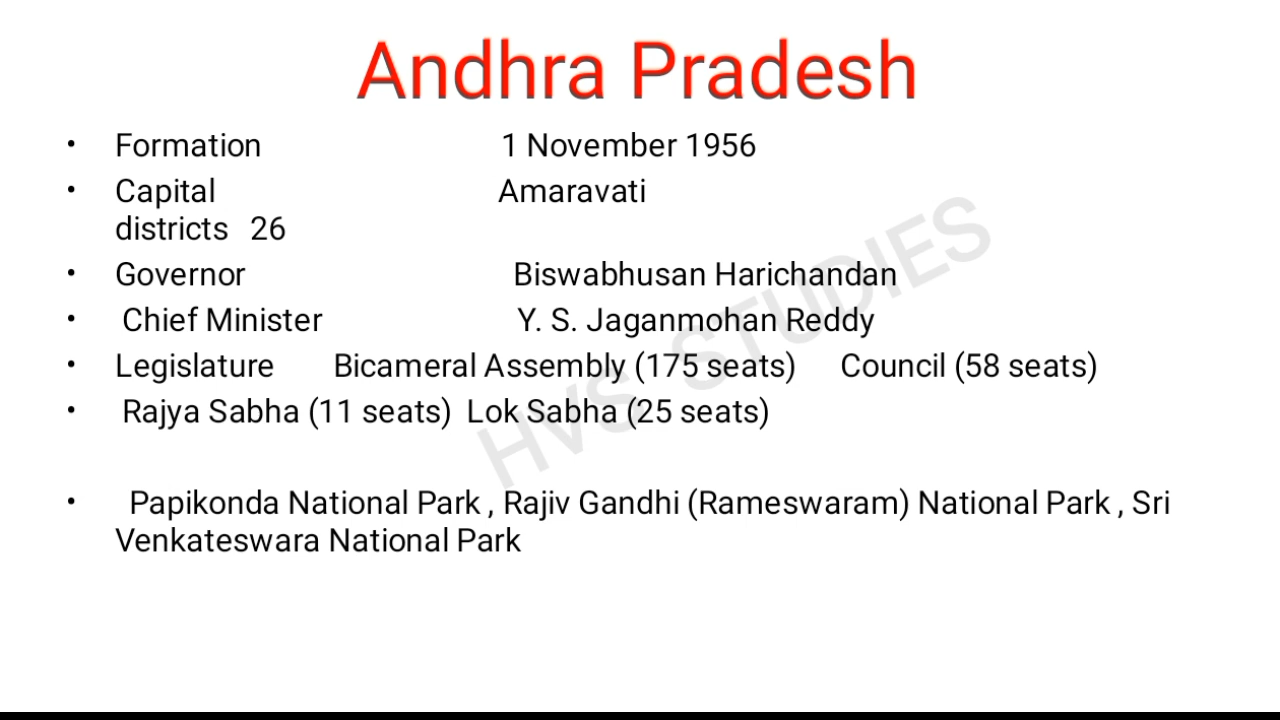 Andhra Pradesh
• Formation 1 November 1956
• Capital Amaravati
districts 26
• Governor Biswabhusan Harichandan
• Chief Minister Y. S. Jaganmohan Reddy
• Legislature Bicameral Assembly (175 seats) Council (58 seats)
• Rajya Sabha (11 seats) Lok Sabha (25 seats)
• Papikonda National Park , Rajiv Gandhi (Rameswaram) National Park , Sri
Venkateswara National Park
HVS STUDIES